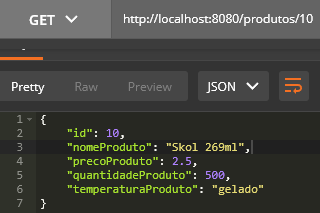 GET http://localhost:8080/produtos/10
Pretty Raw Preview JSON
1 {
2 "id": 10,
3 "nomeProduto": "Skol 269ml",
4 "precoProduto": 2.5,
5 "quantidadeProduto": 500,
6 "temperaturaProduto": "gelado"
7 }